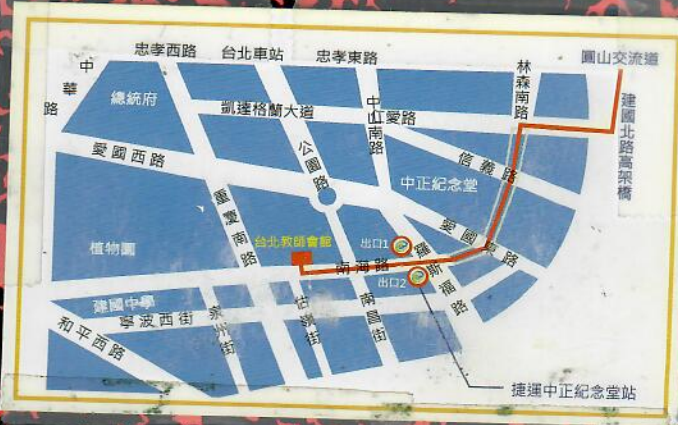 忠孝西路
台北車站
忠孝東路
圓山交流道
中華路
總統府
凱達格蘭大道
中山南路
仁愛路
林森南路
建國北路高架橋
愛國西路
公園路
信義路
中正紀念堂
重慶南路
愛國東路
植物園
台北教師會館
出口1
羅斯福路
南海路
出口2
建國中學
寧波西街
泉州街
牯嶺街
南昌街
和平西路
捷運中正紀念堂站